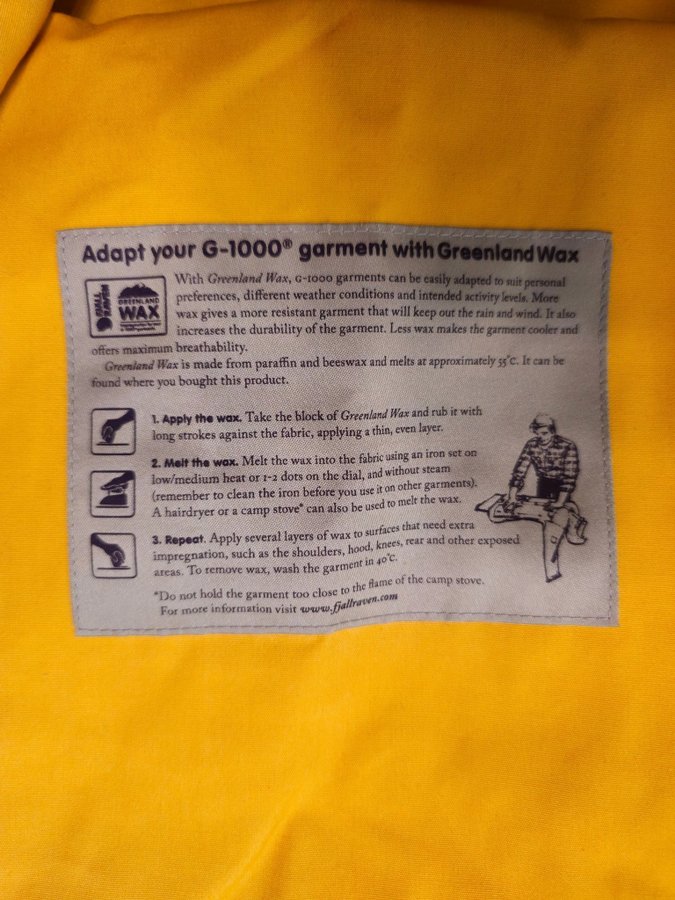 Adapt your G-1000® garment with Greenland Wax
FJÄLL
RÄVEN
GREENLAND
WAX
With Greenland Wax, G-1000 garments can be easily adapted to suit personal
preferences, different weather conditions and intended activity levels. More
wax gives a more resistant garment that will keep out the rain and wind. It also
increases the durability of the garment. Less wax makes the garment cooler and
offers maximum breathability.
Greenland Wax is made from paraffin and beeswax and melts at approximately 55°C. It can be
found where you bought this product.
1. Apply the wax. Take the block of Greenland Wax and rub it with
long strokes against the fabric, applying a thin, even layer.
2. Melt the wax. Melt the wax into the fabric using an iron set on
low/medium heat or 1-2 dots on the dial, and without steam
(remember to clean the iron before you use it on other garments).
A hairdryer or a camp stove* can also be used to melt the wax.
3. Repeat. Apply several layers of wax to surfaces that need extra
impregnation, such as the shoulders, hood, knees, rear and other exposed
areas. To remove wax, wash the garment in 40°C.
*Do not hold the garment too close to the flame of the camp stove.
For more information visit www.fjallraven.com